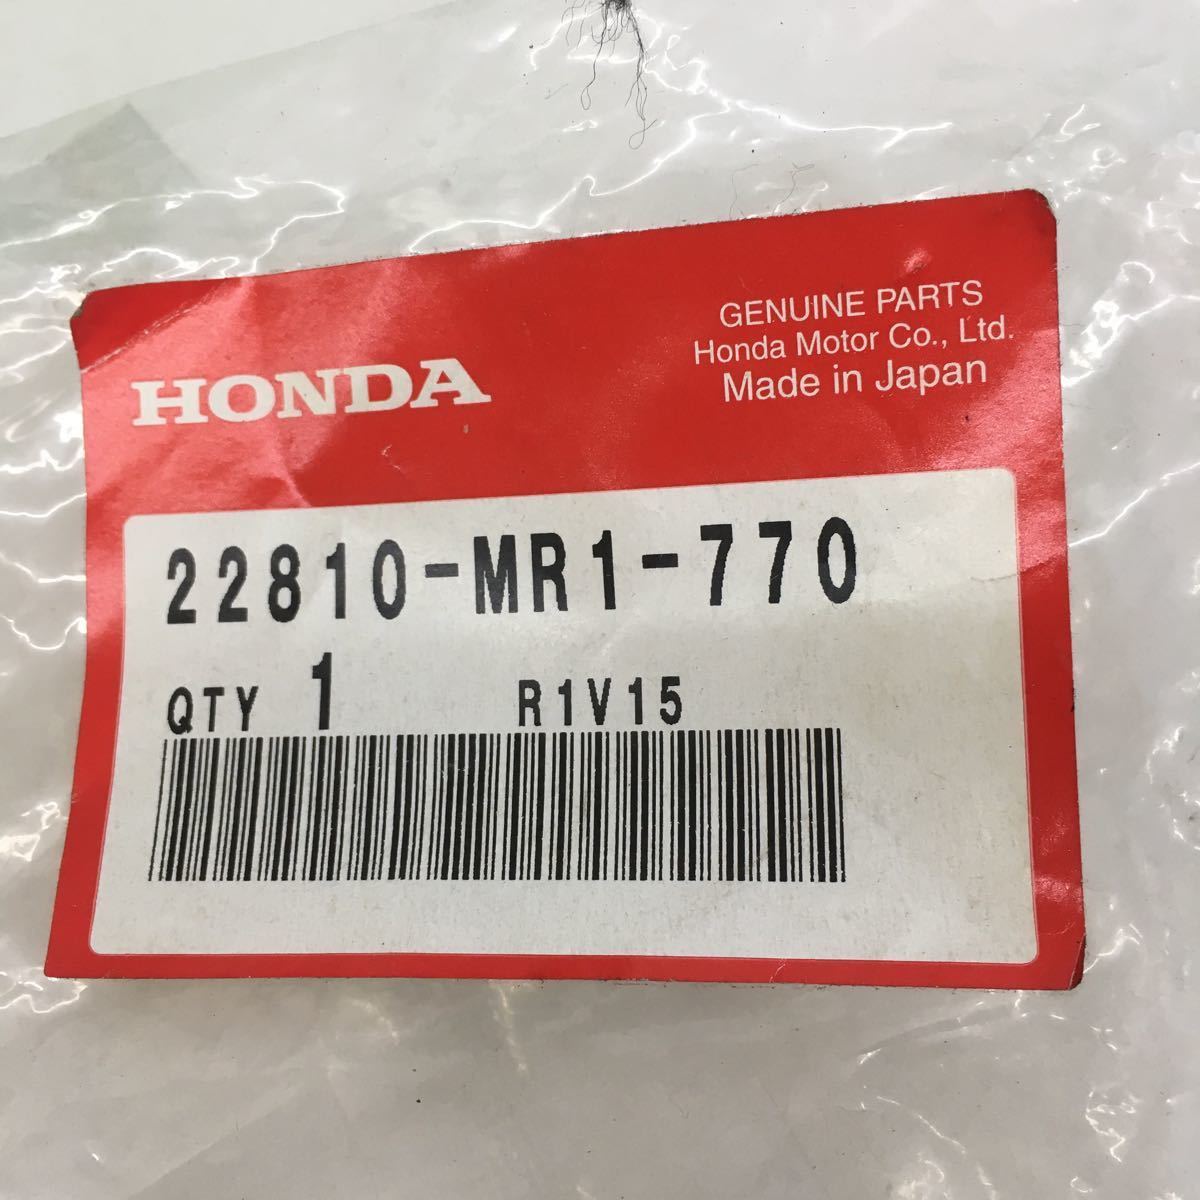 HONDA
GENUINE PARTS
Honda Motor Co., Ltd.
Made in Japan
22810-MR1-770
QTY 1 R1V15